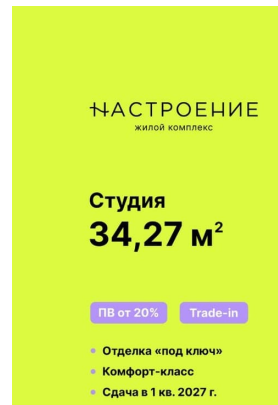 НАСТРОЕНИЕ
жилой комплекс
Студия
34,27 м²
ПВ от 20% Trade-in
• Отделка «под ключ»
• Комфорт-класс
• Сдача в 1 кв. 2027 г.